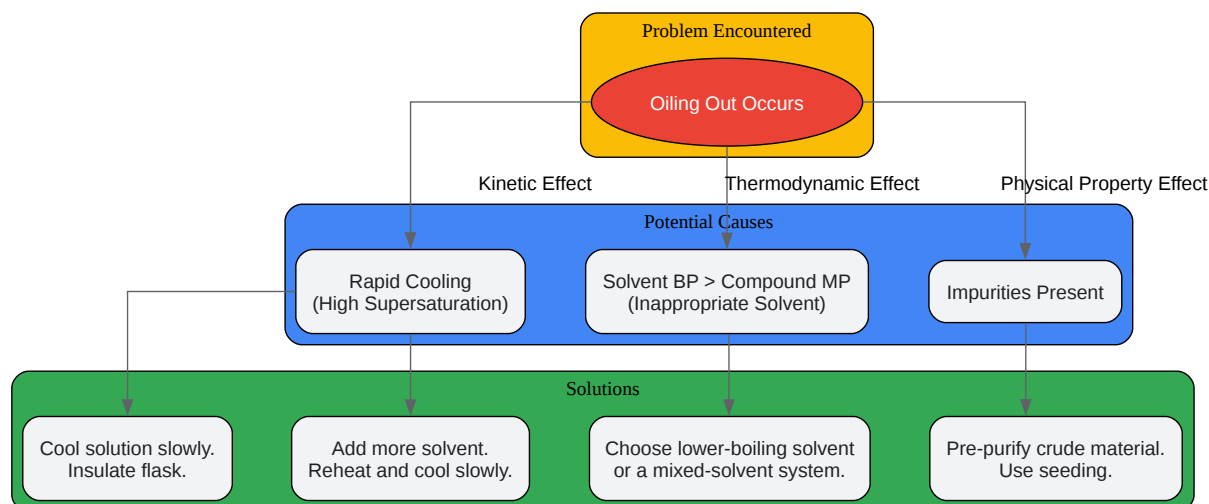 Problem Encountered
Oiling Out Occurs
Kinetic Effect
Thermodynamic Effect
Physical Property Effect
Potential Causes
Rapid Cooling
(High Supersaturation)
Solvent BP > Compound MP
(Inappropriate Solvent)
Impurities Present
Solutions
Cool solution slowly.
Insulate flask.
Add more solvent.
Reheat and cool slowly.
Choose lower-boiling solvent
or a mixed-solvent system.
Pre-purify crude material.
Use seeding.